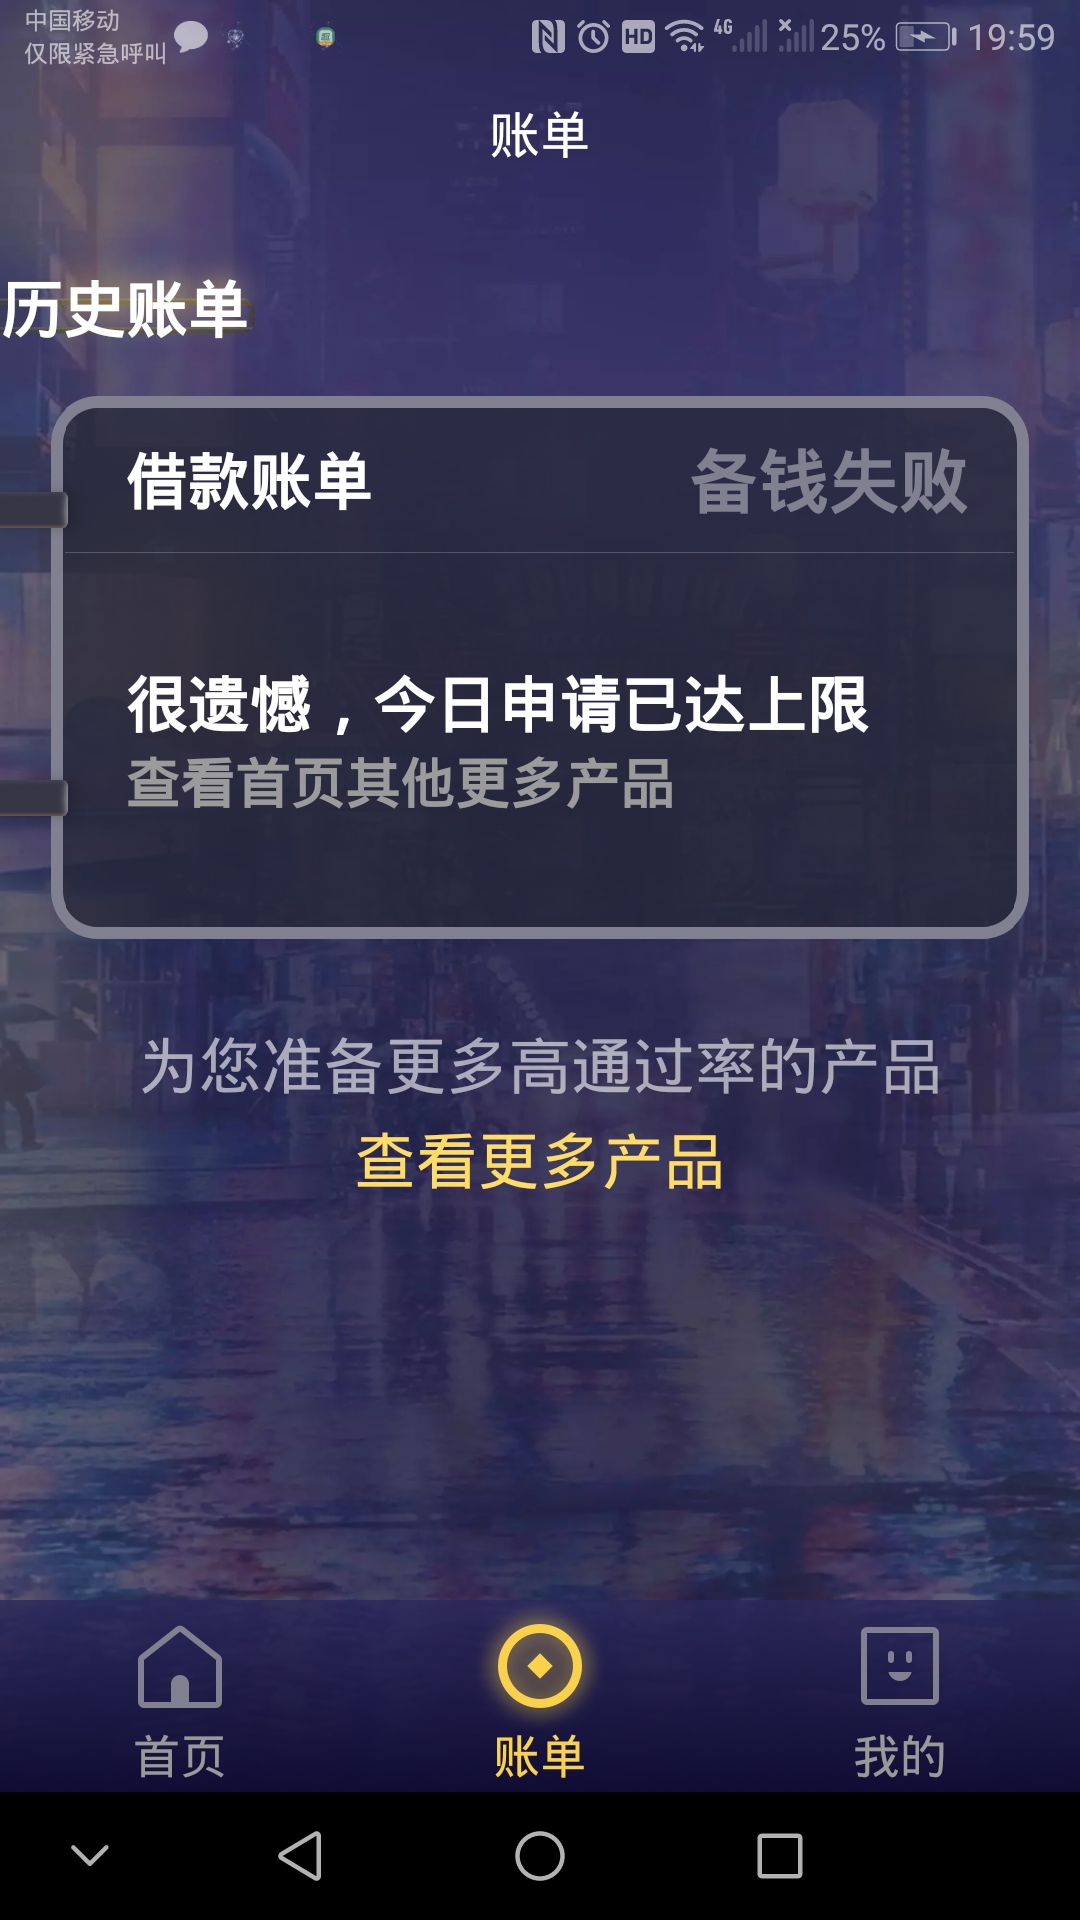 中国移动
仅限紧急呼叫
HD 4G 25% 19:59
账单
历史账单
借款账单 备钱失败
很遗憾，今日申请已达上限
查看首页其他更多产品
为您准备更多高通过率的产品
查看更多产品
首页 账单 我的